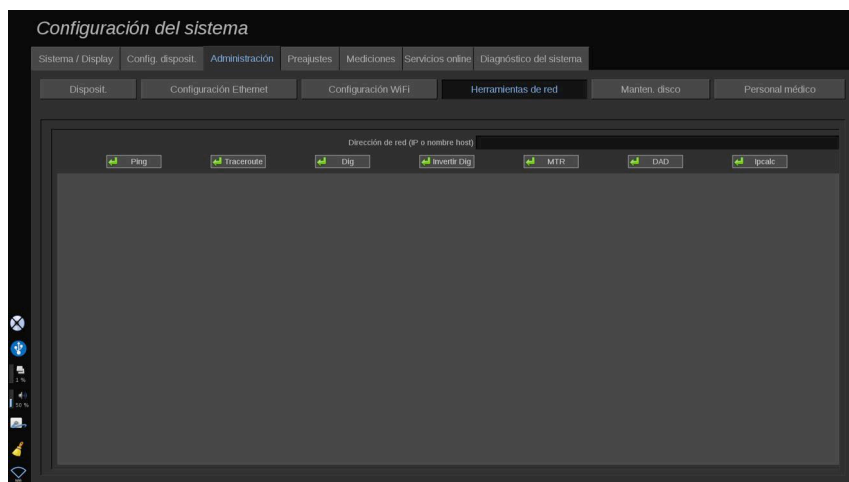 Configuración del sistema
Sistema / Display Config. disposit. Administración Preajustes Mediciones Servicios online Diagnóstico del sistema
Disposit. Configuración Ethernet Configuración WiFi Herramientas de red Manten. disco Personal médico
Dirección de red (IP o nombre host)
Ping Traceroute Dig Invertir Dig MTR DAD Ipcalc
1 %
50 %